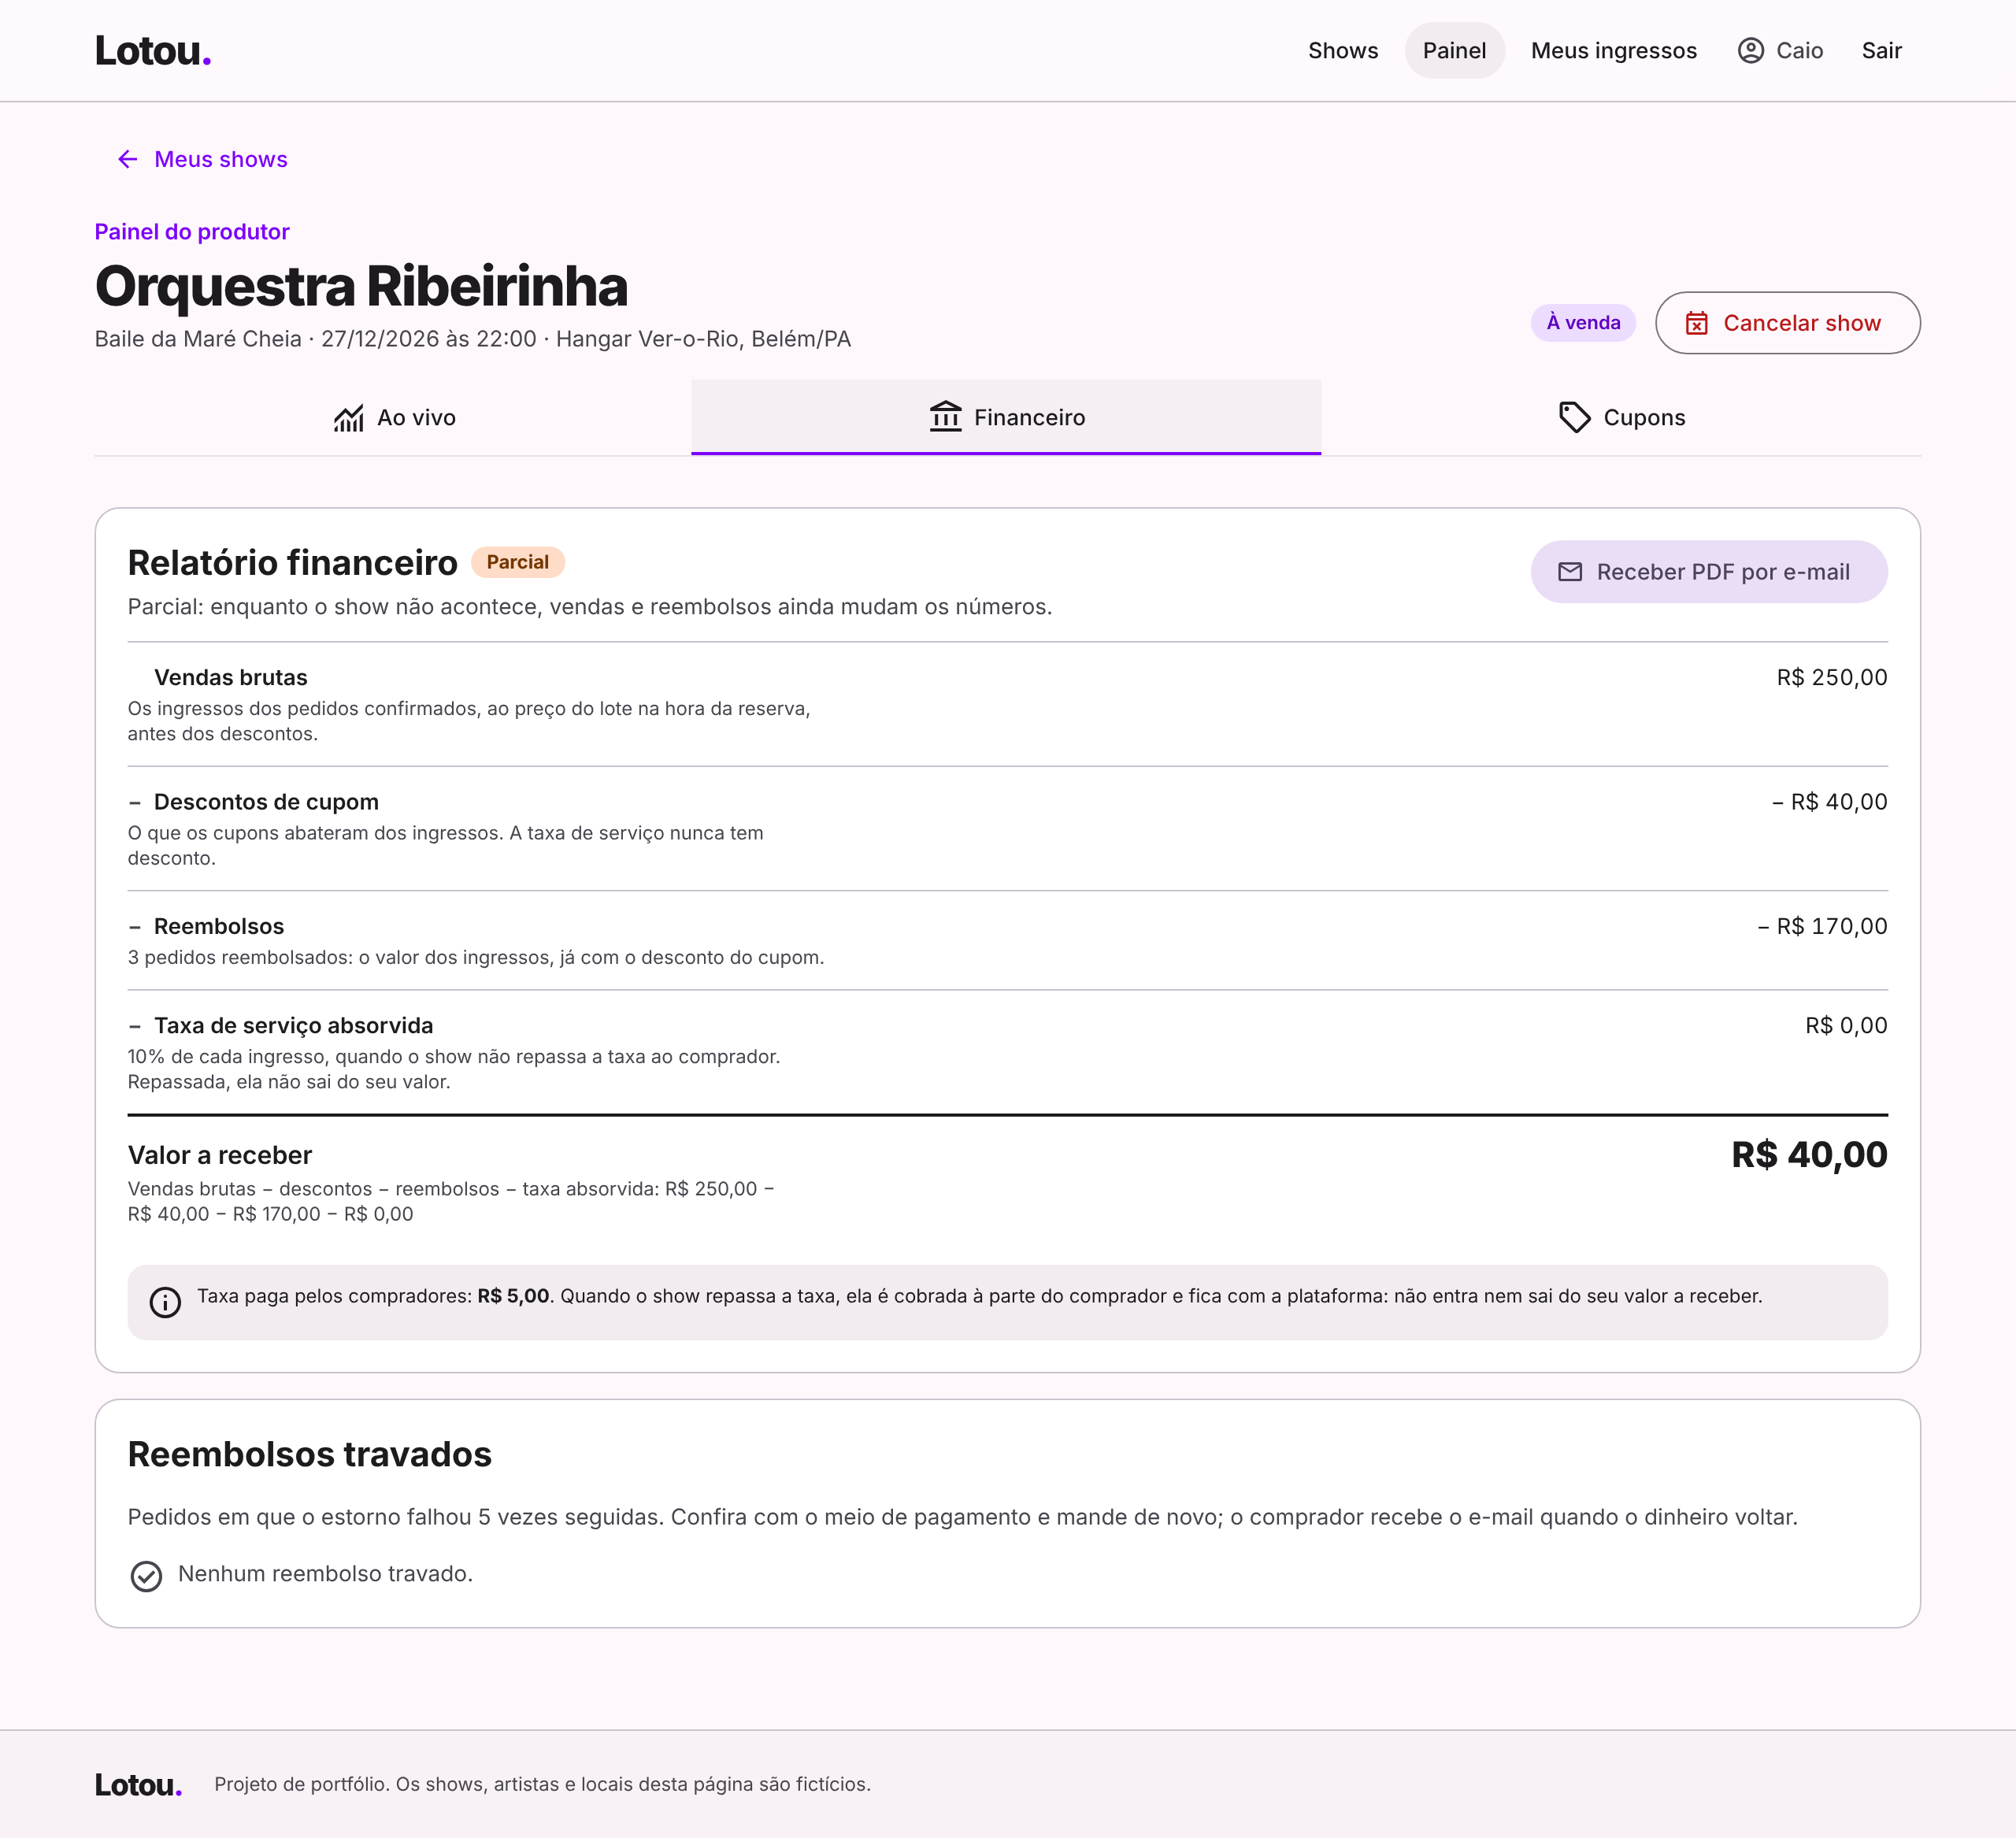 Lotou.
Shows
Painel
Meus ingressos
Caio
Sair
Meus shows
Painel do produtor
Orquestra Ribeirinha
Baile da Maré Cheia · 27/12/2026 às 22:00 · Hangar Ver-o-Rio, Belém/PA
À venda
Cancelar show
Ao vivo
Financeiro
Cupons
Relatório financeiro
Parcial
Receber PDF por e-mail
Parcial: enquanto o show não acontece, vendas e reembolsos ainda mudam os números.
Vendas brutas
R$ 250,00
Os ingressos dos pedidos confirmados, ao preço do lote na hora da reserva,
antes dos descontos.
– Descontos de cupom
– R$ 40,00
O que os cupons abateram dos ingressos. A taxa de serviço nunca tem
desconto.
– Reembolsos
– R$ 170,00
3 pedidos reembolsados: o valor dos ingressos, já com o desconto do cupom.
– Taxa de serviço absorvida
R$ 0,00
10% de cada ingresso, quando o show não repassa a taxa ao comprador.
Repassada, ela não sai do seu valor.
Valor a receber
R$ 40,00
Vendas brutas – descontos – reembolsos – taxa absorvida: R$ 250,00 –
R$ 40,00 – R$ 170,00 – R$ 0,00
Taxa paga pelos compradores: R$ 5,00. Quando o show repassa a taxa, ela é cobrada à parte do comprador e fica com a plataforma: não entra nem sai do seu valor a receber.
Reembolsos travados
Pedidos em que o estorno falhou 5 vezes seguidas. Confira com o meio de pagamento e mande de novo; o comprador recebe o e-mail quando o dinheiro voltar.
Nenhum reembolso travado.
Lotou.
Projeto de portfólio. Os shows, artistas e locais desta página são fictícios.